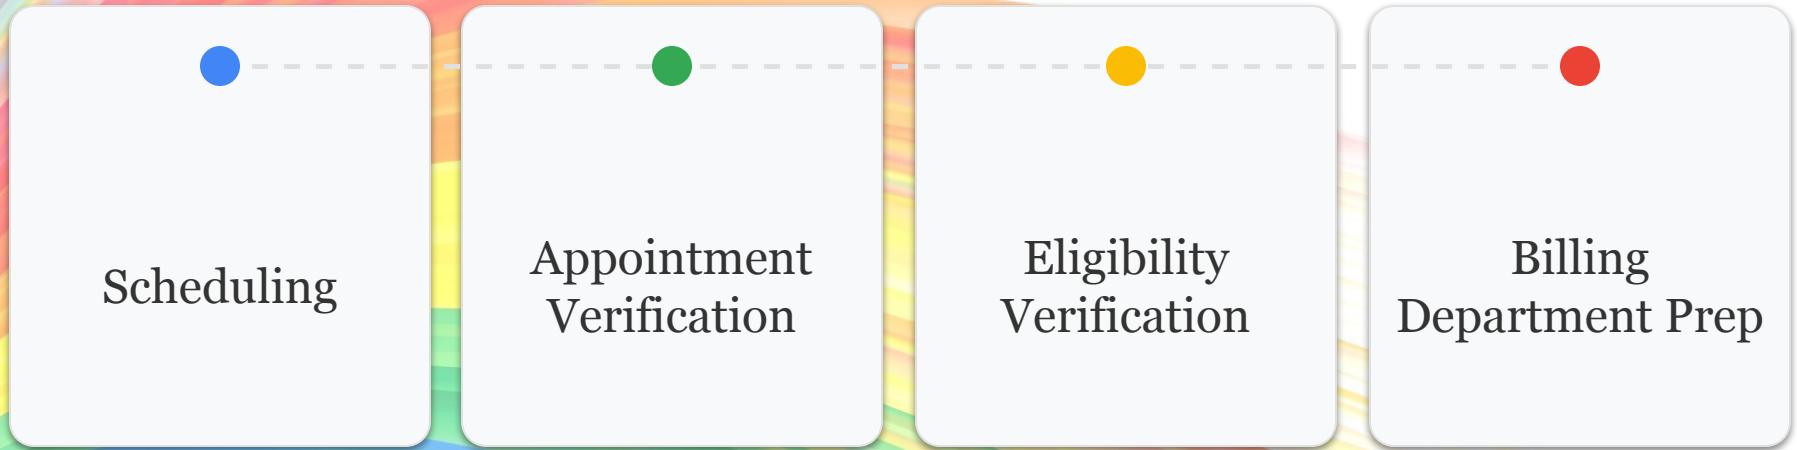 Scheduling
Appointment
Verification
Eligibility
Verification
Billing
Department Prep